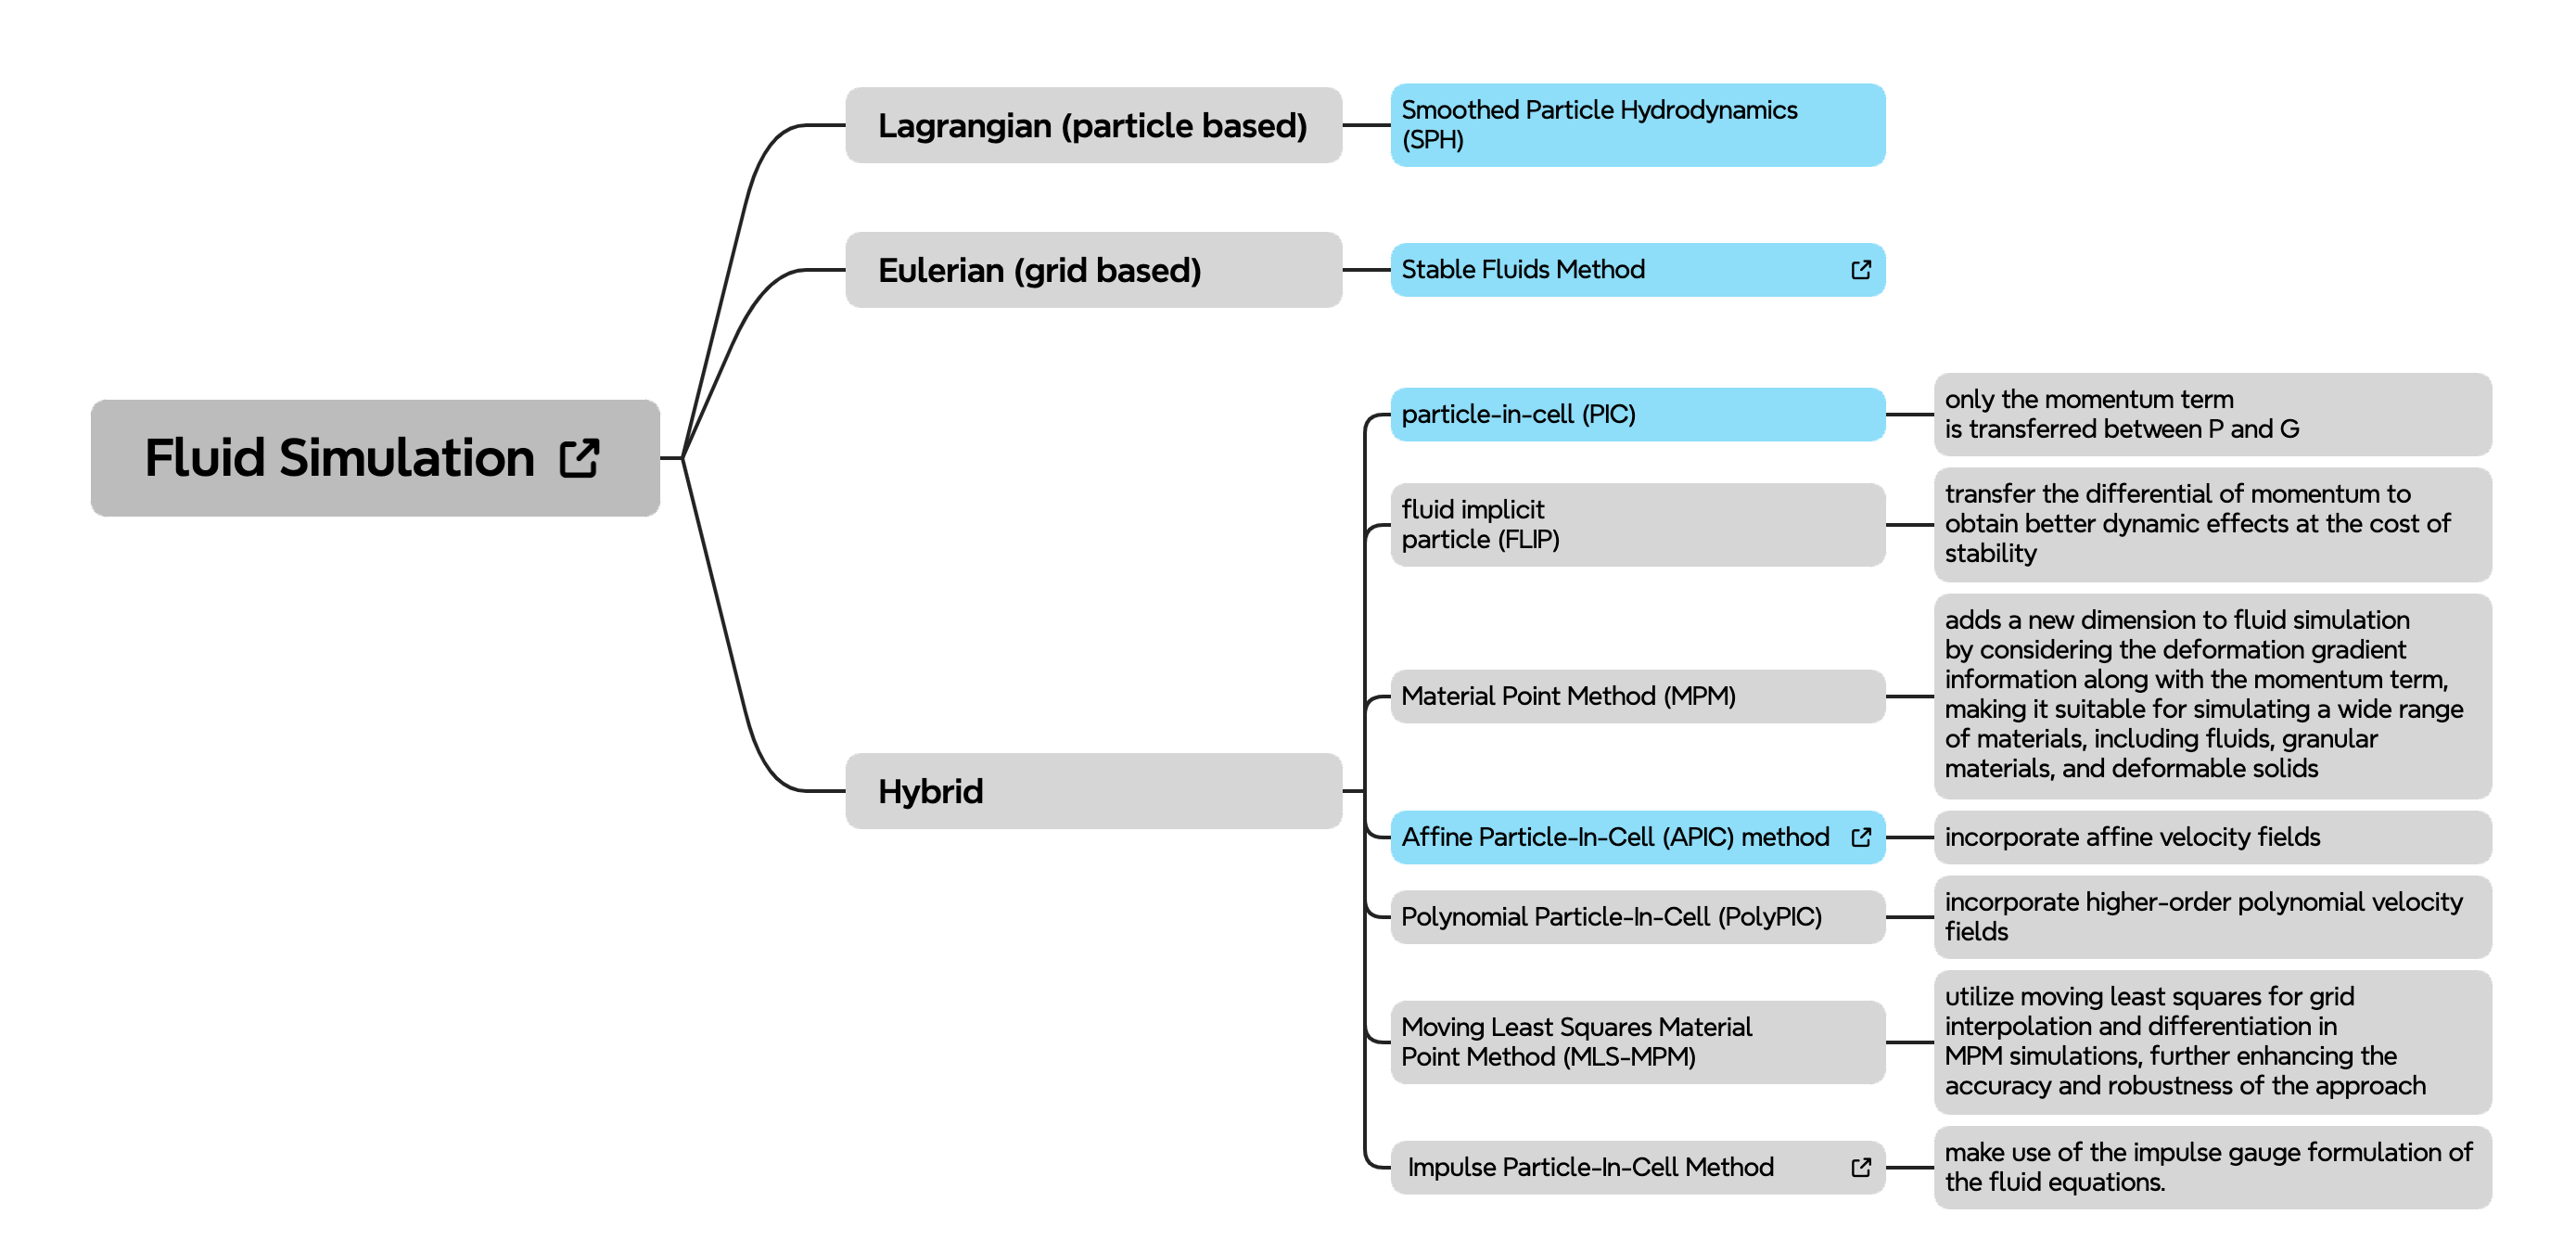 Fluid Simulation
Lagrangian (particle based)
Smoothed Particle Hydrodynamics
(SPH)
Eulerian (grid based)
Stable Fluids Method
Hybrid
particle-in-cell (PIC)
only the momentum term
is transferred between P and G
fluid implicit
particle (FLIP)
transfer the differential of momentum to
obtain better dynamic effects at the cost of
stability
Material Point Method (MPM)
adds a new dimension to fluid simulation
by considering the deformation gradient
information along with the momentum term,
making it suitable for simulating a wide range
of materials, including fluids, granular
materials, and deformable solids
Affine Particle-In-Cell (APIC) method
incorporate affine velocity fields
Polynomial Particle-In-Cell (PolyPIC)
incorporate higher-order polynomial velocity
fields
Moving Least Squares Material
Point Method (MLS-MPM)
utilize moving least squares for grid
interpolation and differentiation in
MPM simulations, further enhancing the
accuracy and robustness of the approach
Impulse Particle-In-Cell Method
make use of the impulse gauge formulation of
the fluid equations.